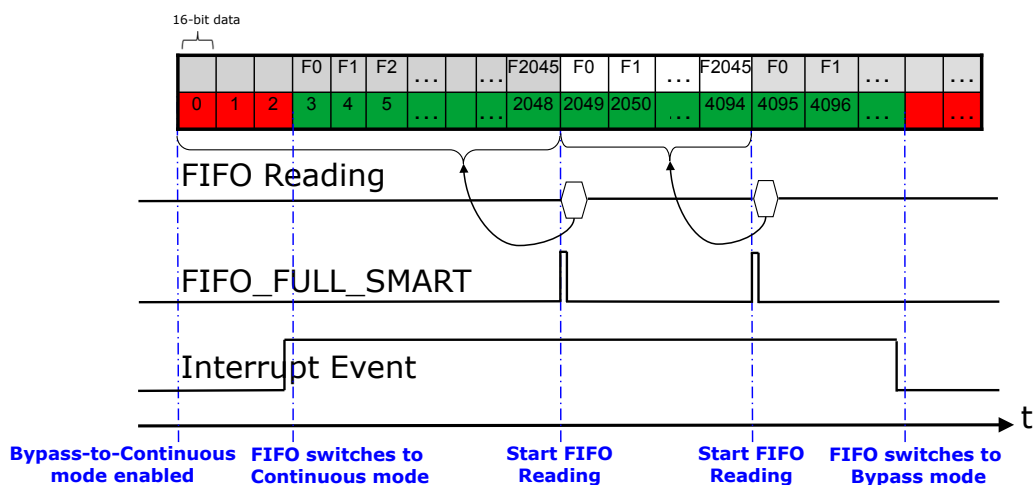 16-bit data
F0 F1 F2 ... ... F2045 F0 F1 ... F2045 F0 F1 ... ...
0 1 2 3 4 5 ... ... 2048 2049 2050 ... 4094 4095 4096 ... ...
FIFO Reading
FIFO_FULL_SMART
Interrupt Event
t
Bypass-to-Continuous FIFO switches to Start FIFO Start FIFO FIFO switches to
mode enabled Continuous mode Reading Reading Bypass mode